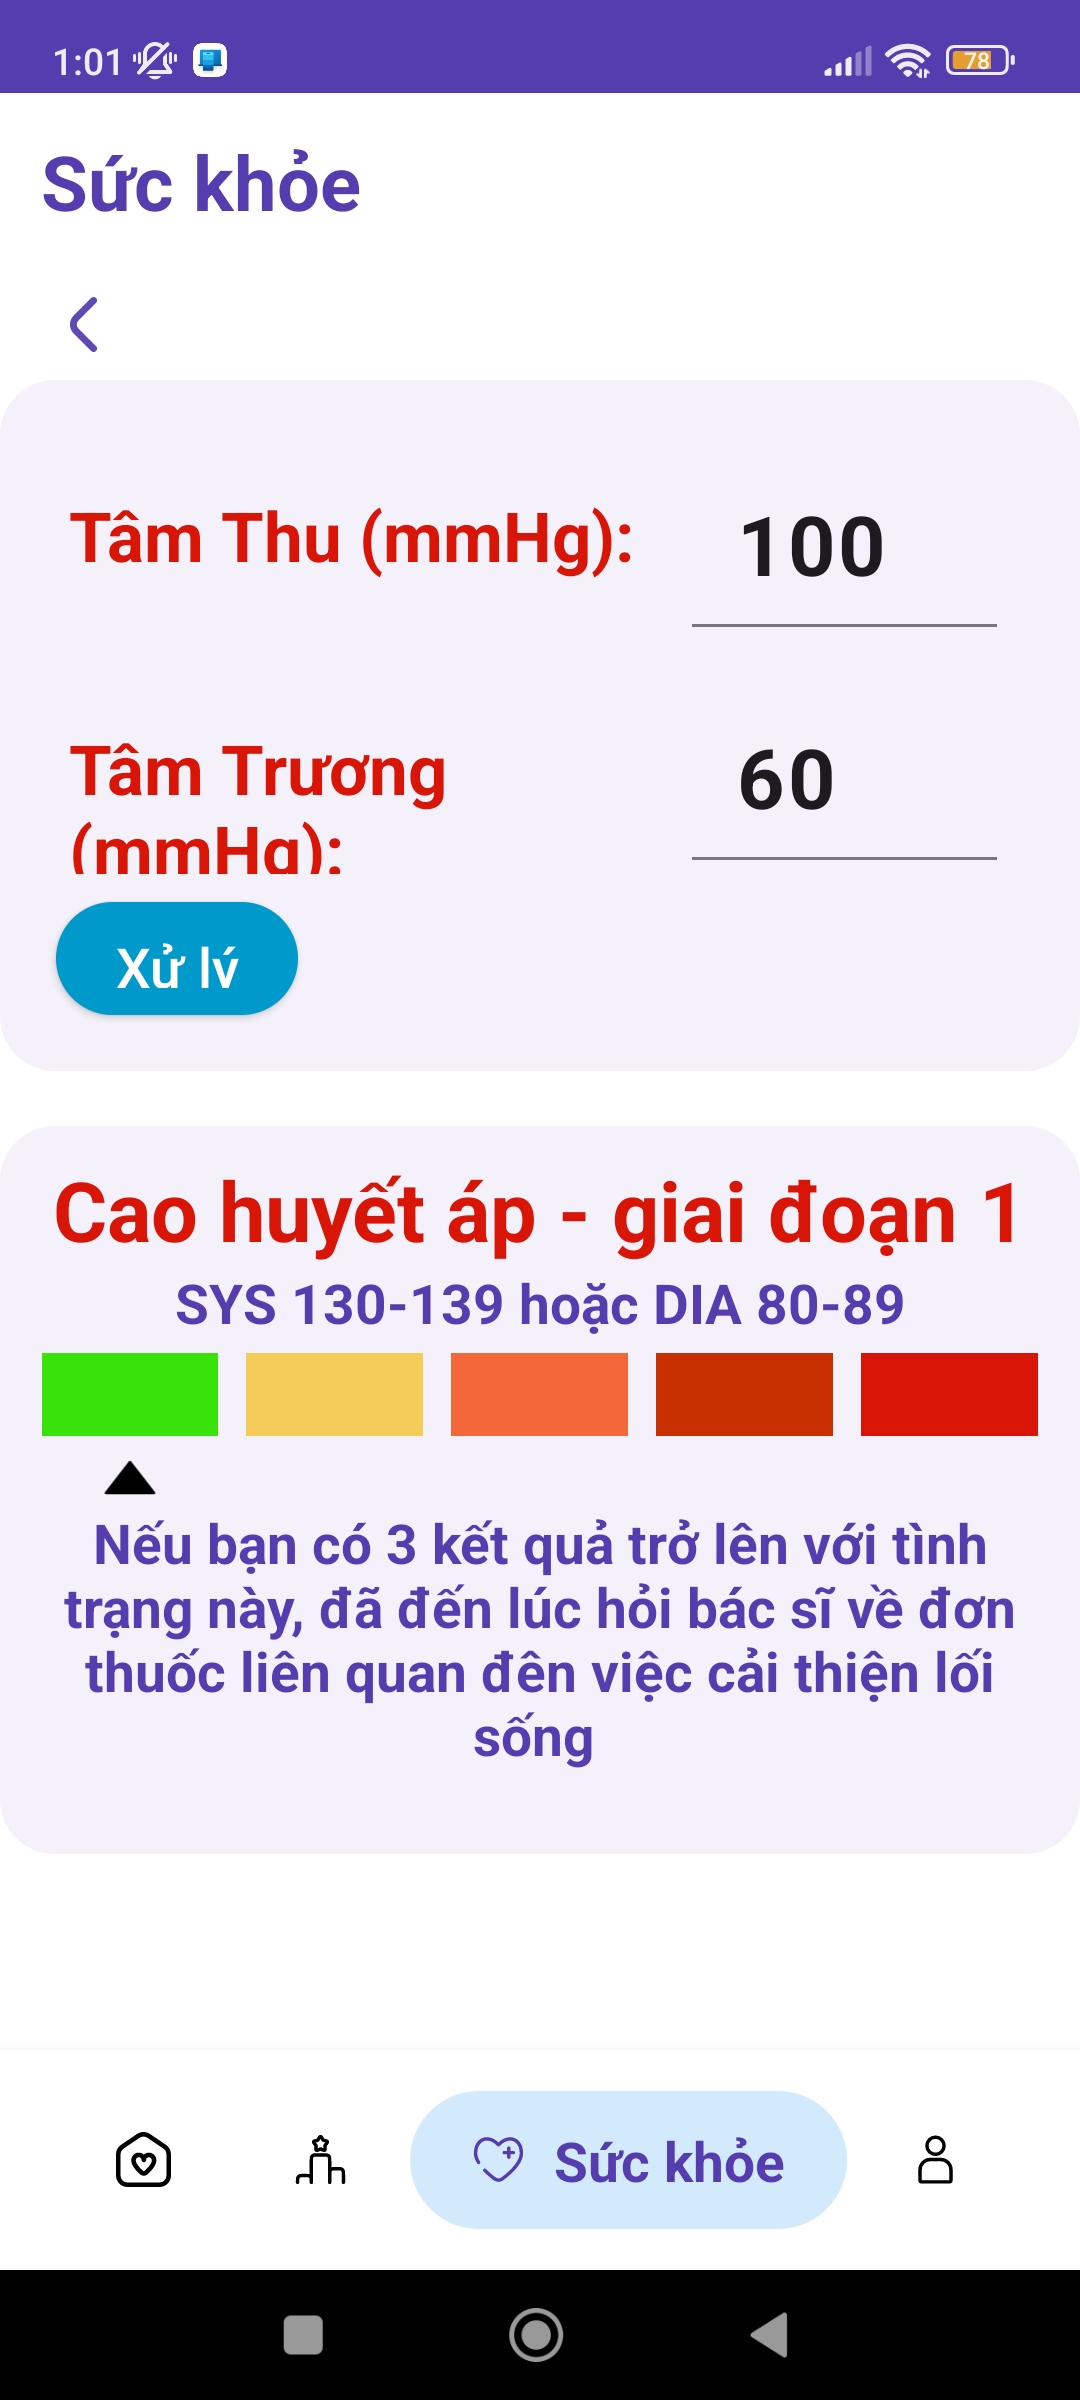 1:01
78
Sức khỏe
Tâm Thu (mmHg):
100
Tâm Trương
(mmHg):
60
Xử lý
Cao huyết áp - giai đoạn 1
SYS 130-139 hoặc DIA 80-89
Nếu bạn có 3 kết quả trở lên với tình
trạng này, đã đến lúc hỏi bác sĩ về đơn
thuốc liên quan đên việc cải thiện lối
sống
Sức khỏe